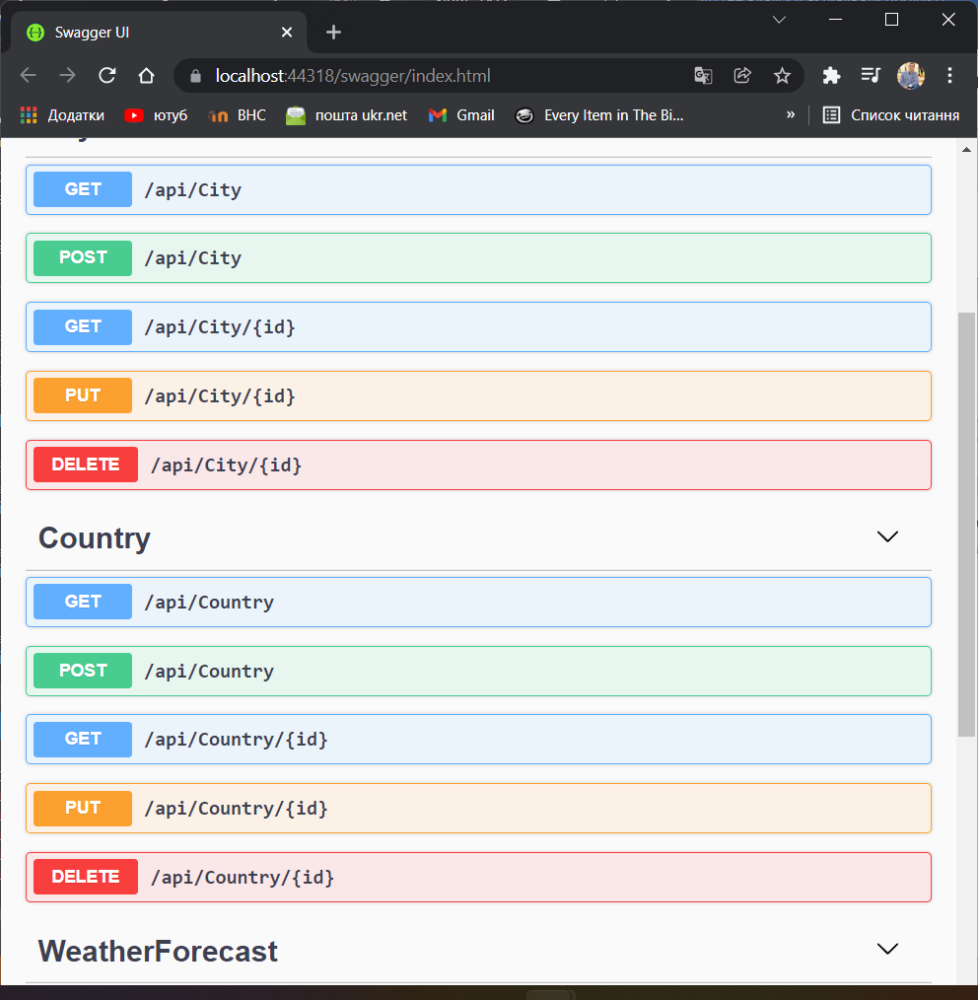 Swagger UI
localhost:44318/swagger/index.html
Додатки ютуб ВНС пошта ukr.net Gmail Every Item in The Bi... » Список читання
GET /api/City
POST /api/City
GET /api/City/{id}
PUT /api/City/{id}
DELETE /api/City/{id}
Country
GET /api/Country
POST /api/Country
GET /api/Country/{id}
PUT /api/Country/{id}
DELETE /api/Country/{id}
WeatherForecast